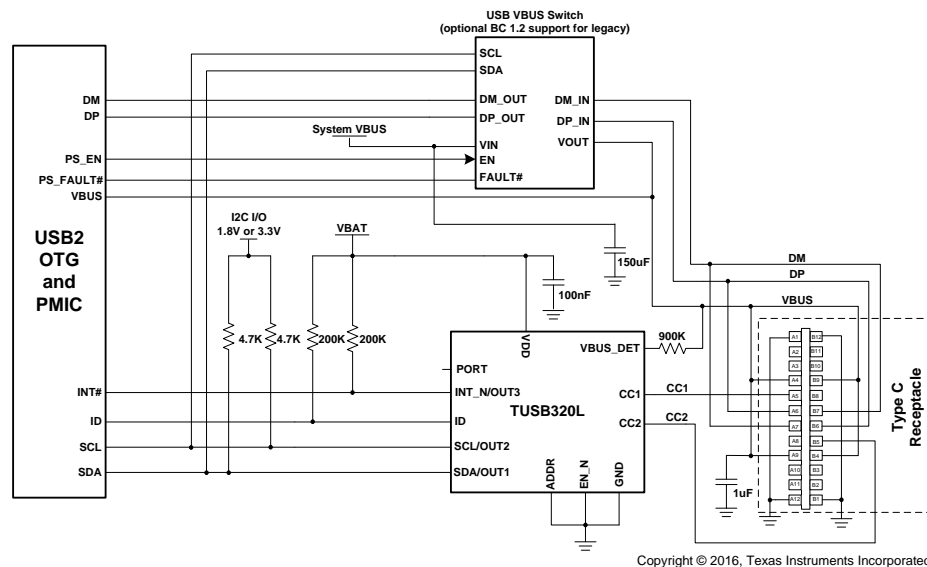 USB VBUS Switch
(optional BC 1.2 support for legacy)
SCL
SDA
DM
DM_OUT
DM_IN
DP
DP_OUT
DP_IN
System VBUS
VIN
VOUT
PS_EN
EN
PS_FAULT#
FAULT#
VBUS
USB2
OTG
and
PMIC
I2C I/O
1.8V or 3.3V
VBAT
150uF
100nF
DM
DP
VBUS
4.7K
4.7K
200K
200K
VDD
VBUS_DET
900K
PORT
INT#
INT_N/OUT3
CC1
CC1
TUSB320L
ID
ID
CC2
CC2
SCL
SCL/OUT2
SDA
SDA/OUT1
ADDR
EN_N
GND
1uF
A1
B12
A2
B11
A3
B10
A4
B9
A5
B8
A6
B7
A7
B6
A8
B5
A9
B4
A10
B3
A11
B2
A12
B1
Type C
Receptacle
Copyright © 2016, Texas Instruments Incorporated